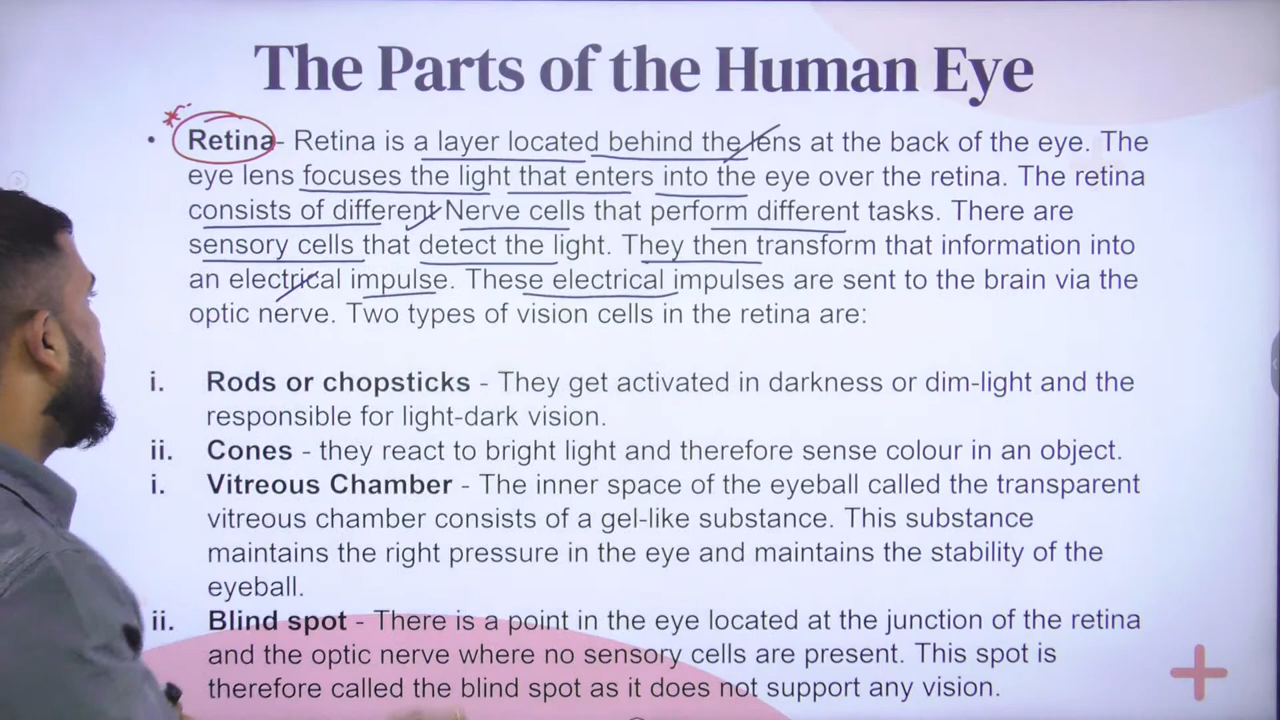 The Parts of the Human Eye
• Retina- Retina is a layer located behind the lens at the back of the eye. The
eye lens focuses the light that enters into the eye over the retina. The retina
consists of different Nerve cells that perform different tasks. There are
sensory cells that detect the light. They then transform that information into
an electrical impulse. These electrical impulses are sent to the brain via the
optic nerve. Two types of vision cells in the retina are:
i. Rods or chopsticks - They get activated in darkness or dim-light and the
responsible for light-dark vision.
ii. Cones - they react to bright light and therefore sense colour in an object.
i. Vitreous Chamber - The inner space of the eyeball called the transparent
vitreous chamber consists of a gel-like substance. This substance
maintains the right pressure in the eye and maintains the stability of the
eyeball.
ii. Blind spot - There is a point in the eye located at the junction of the retina
and the optic nerve where no sensory cells are present. This spot is
therefore called the blind spot as it does not support any vision.